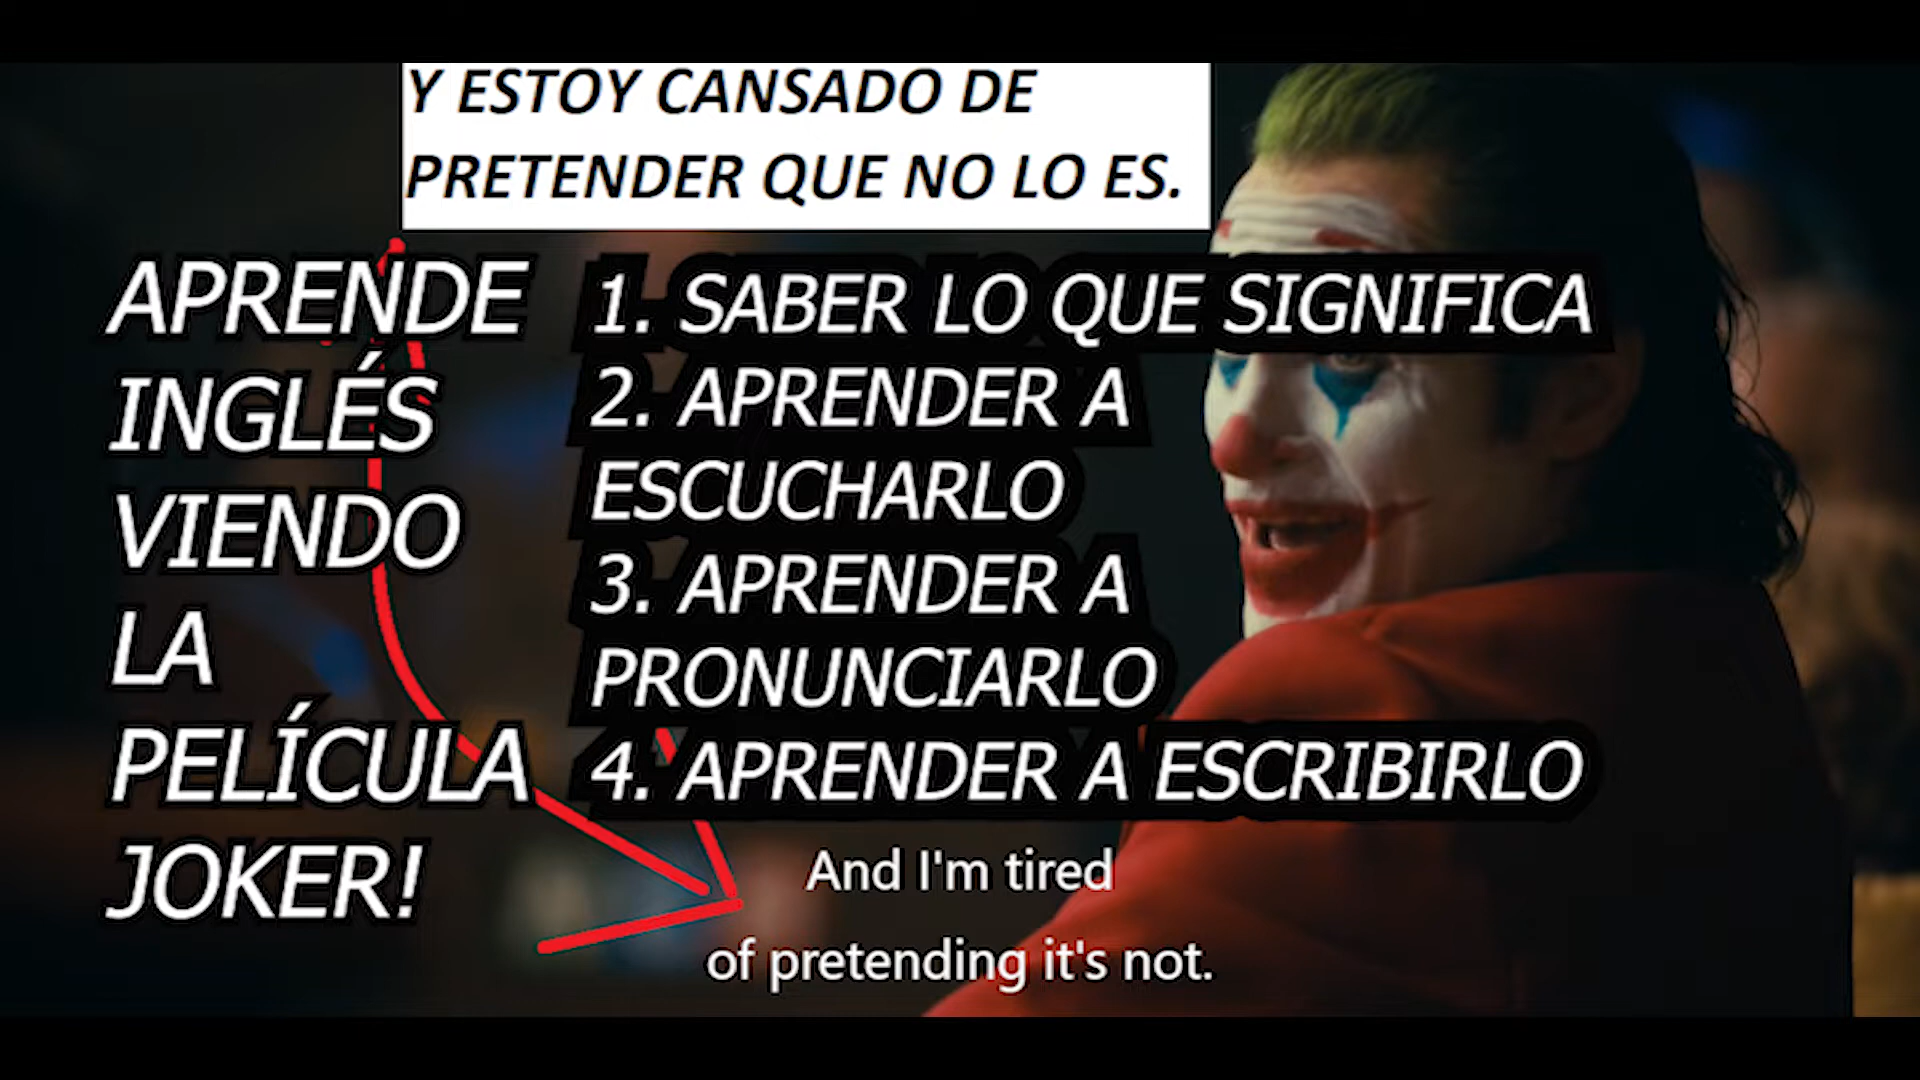 Y ESTOY CANSADO DE
PRETENDER QUE NO LO ES.
APRENDE
INGLÉS
VIENDO
LA
PELÍCULA
JOKER!
1. SABER LO QUE SIGNIFICA
2. APRENDER A
ESCUCHARLO
3. APRENDER A
PRONUNCIARLO
4. APRENDER A ESCRIBIRLO
And I'm tired
of pretending it's not.